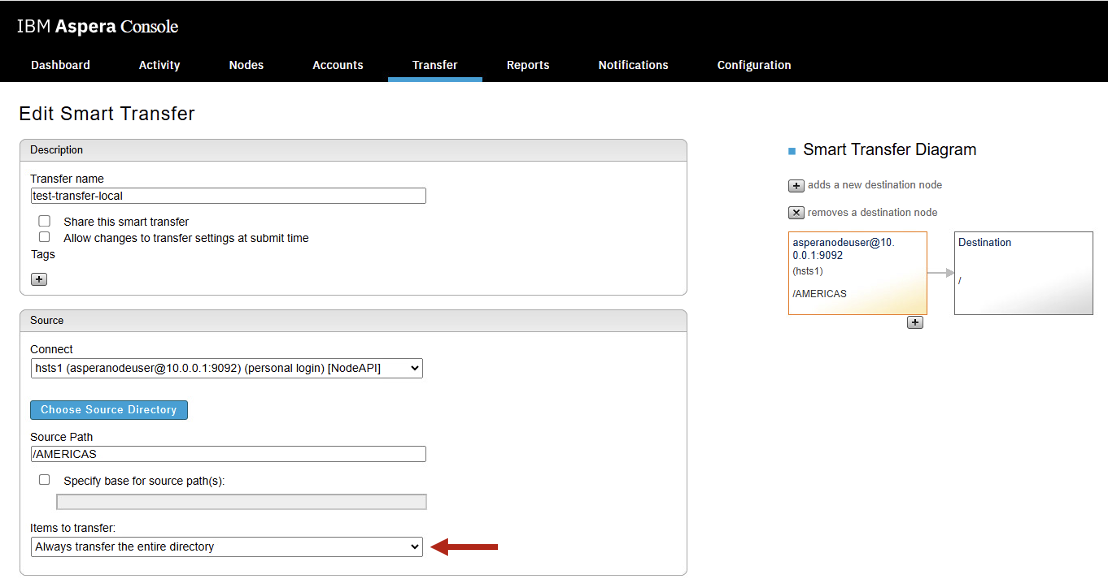 IBM Aspera Console
Dashboard Activity Nodes Accounts Transfer Reports Notifications Configuration
Edit Smart Transfer
Description
Transfer name
test-transfer-local
Share this smart transfer
Allow changes to transfer settings at submit time
Tags
+
Source
Connect
hsts1 (asperanodeuser@10.0.0.1:9092) (personal login) [NodeAPI]
Choose Source Directory
Source Path
/AMERICAS
Specify base for source path(s):
Items to transfer:
Always transfer the entire directory
Smart Transfer Diagram
+ adds a new destination node
x removes a destination node
asperanodeuser@10.
0.0.1:9092
(hsts1)
/AMERICAS
+
Destination
/